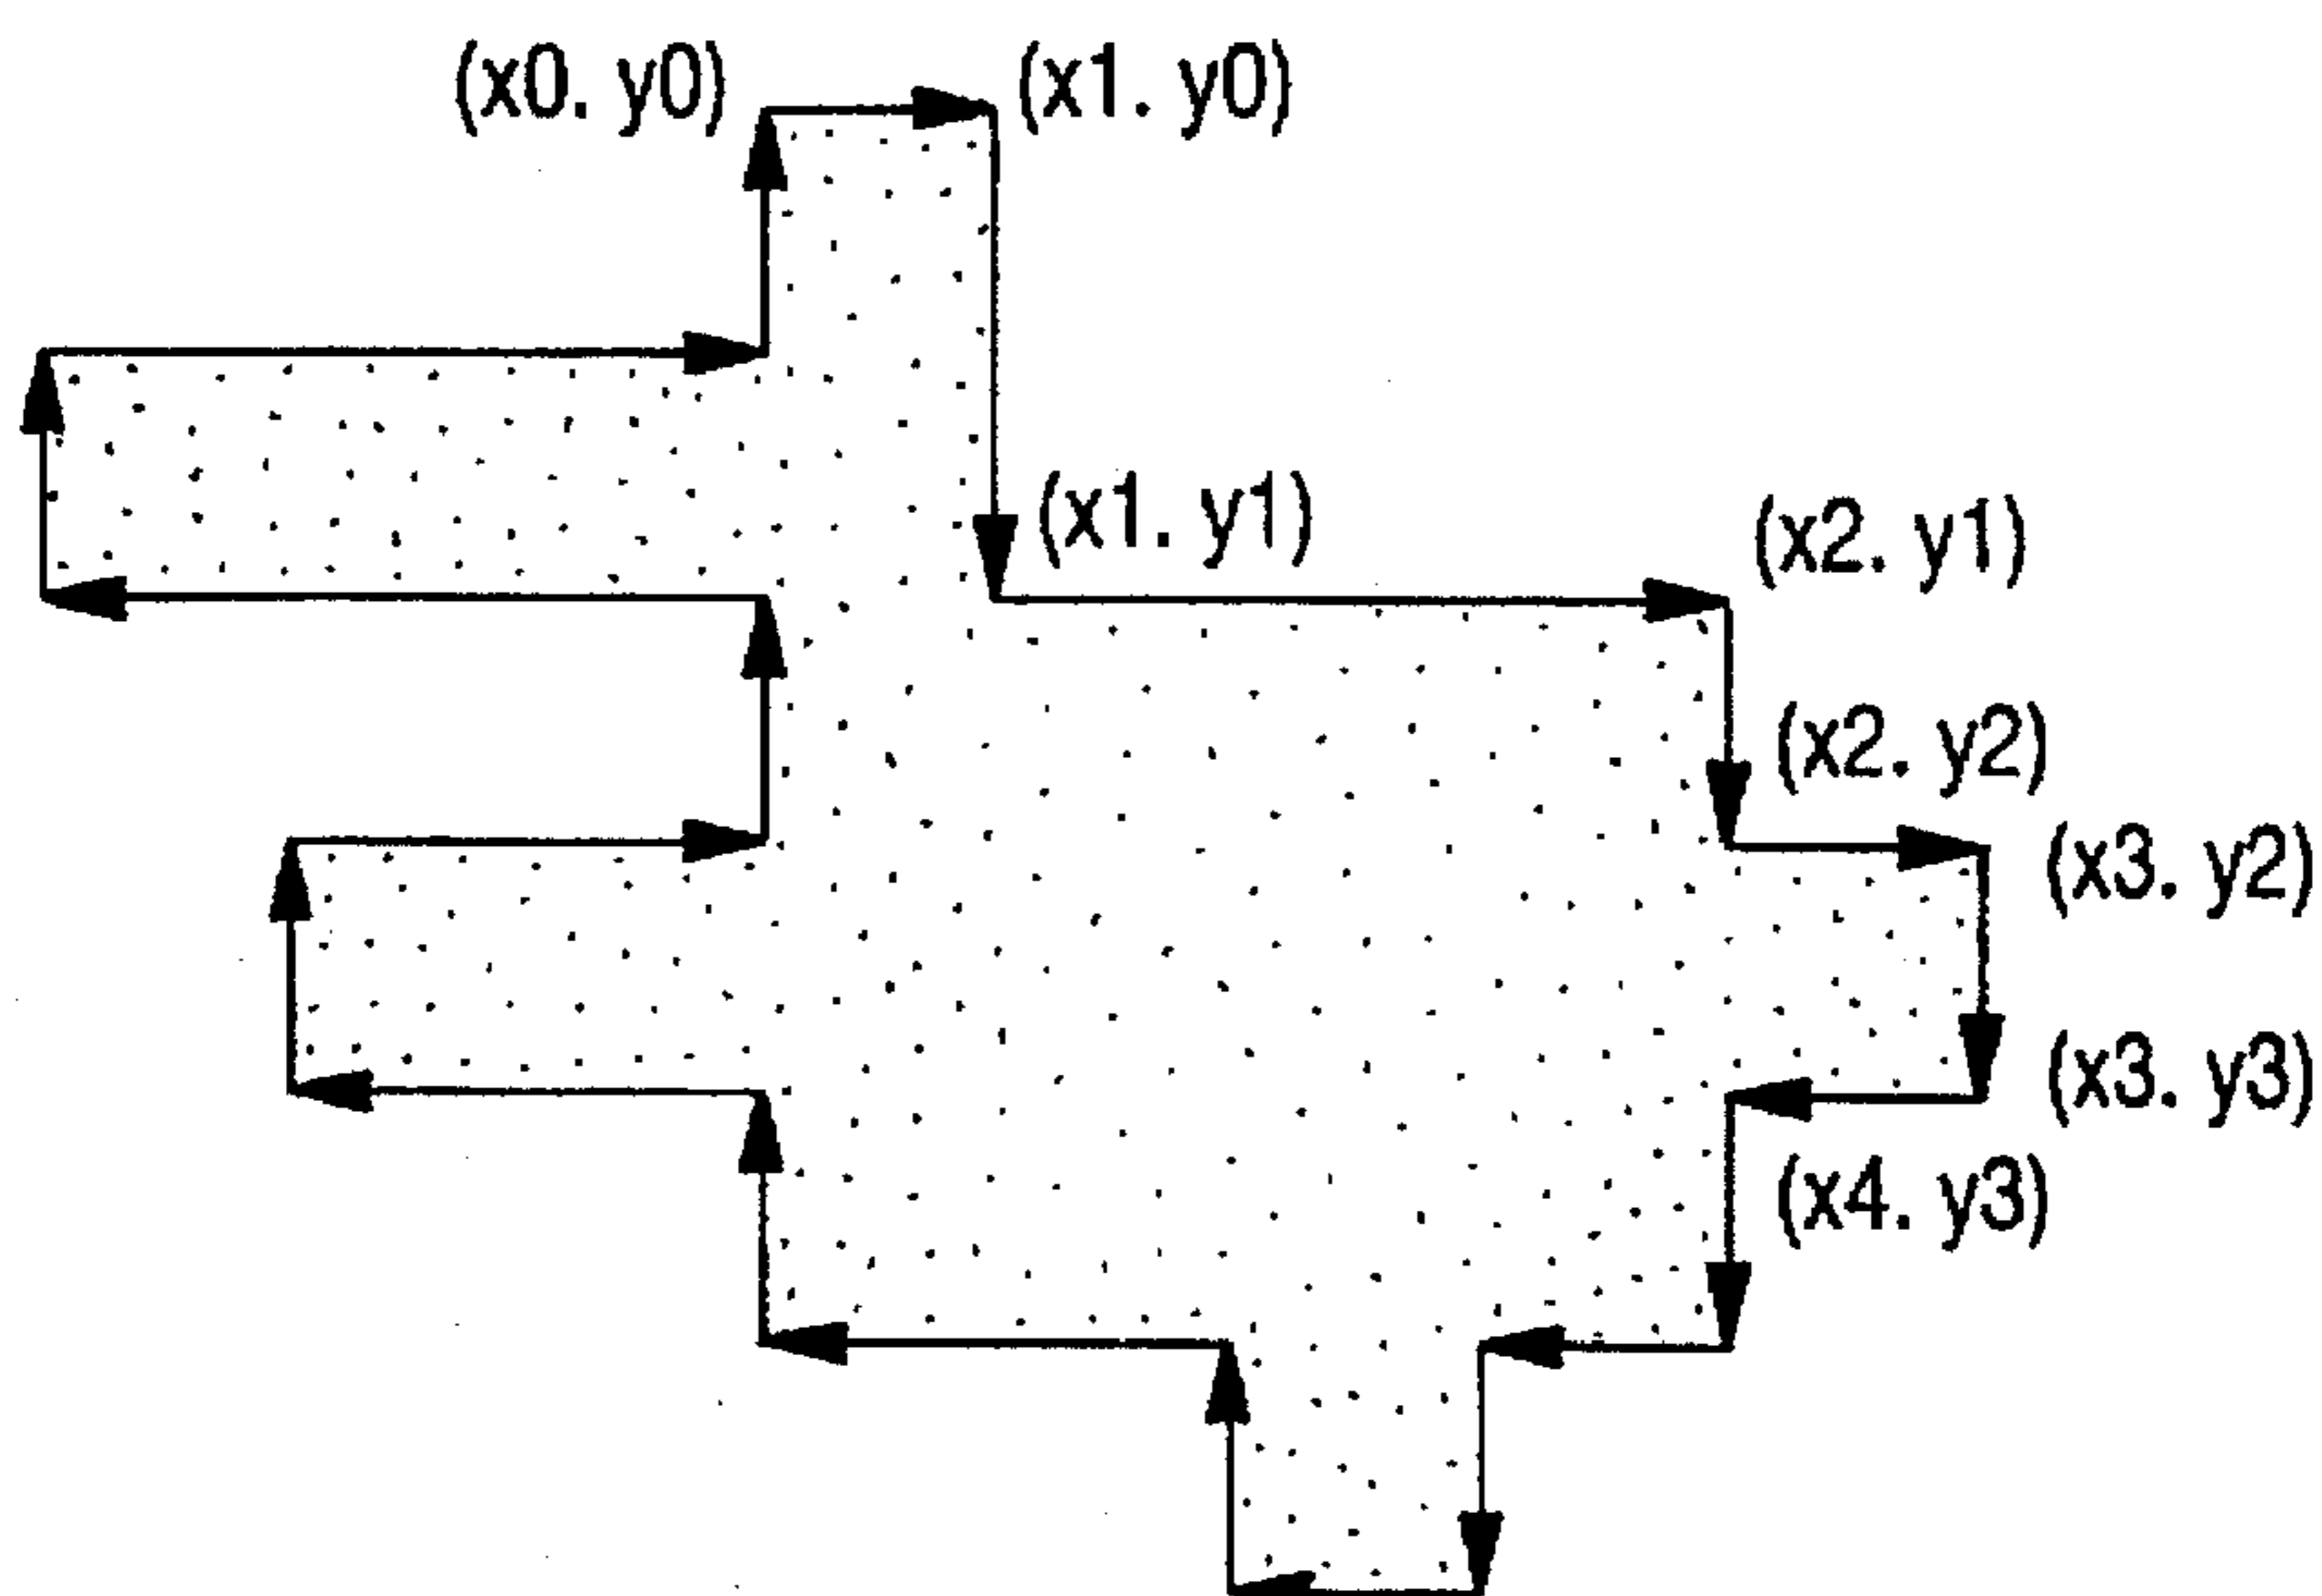 (x0. y0)
(x1. y0)
(x1. y1)
(x2. y1)
(x2. y2)
(x3. y2)
(x3. y3)
(x4. y3)